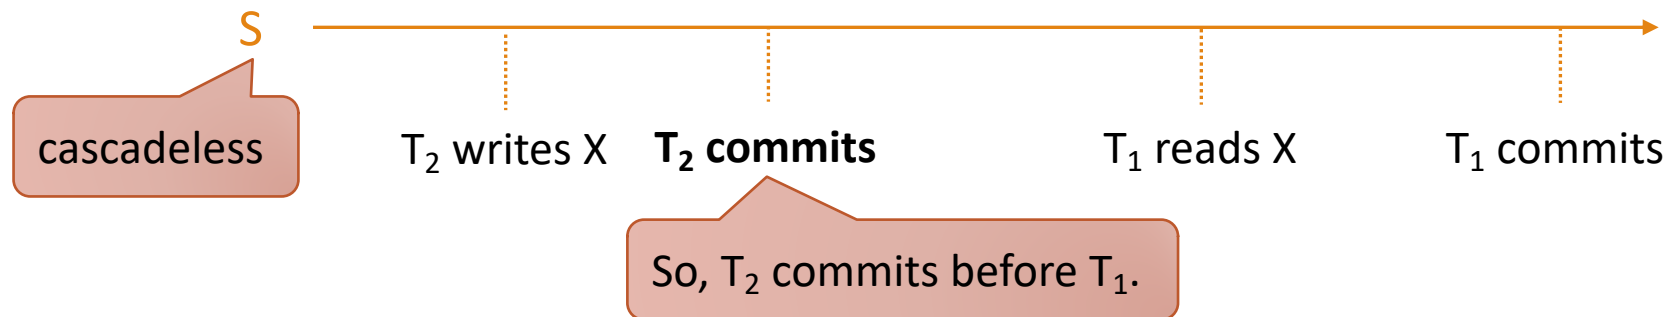 S
cascadeless
T₂ writes X
T₂ commits
T₁ reads X
T₁ commits
So, T₂ commits before T₁.